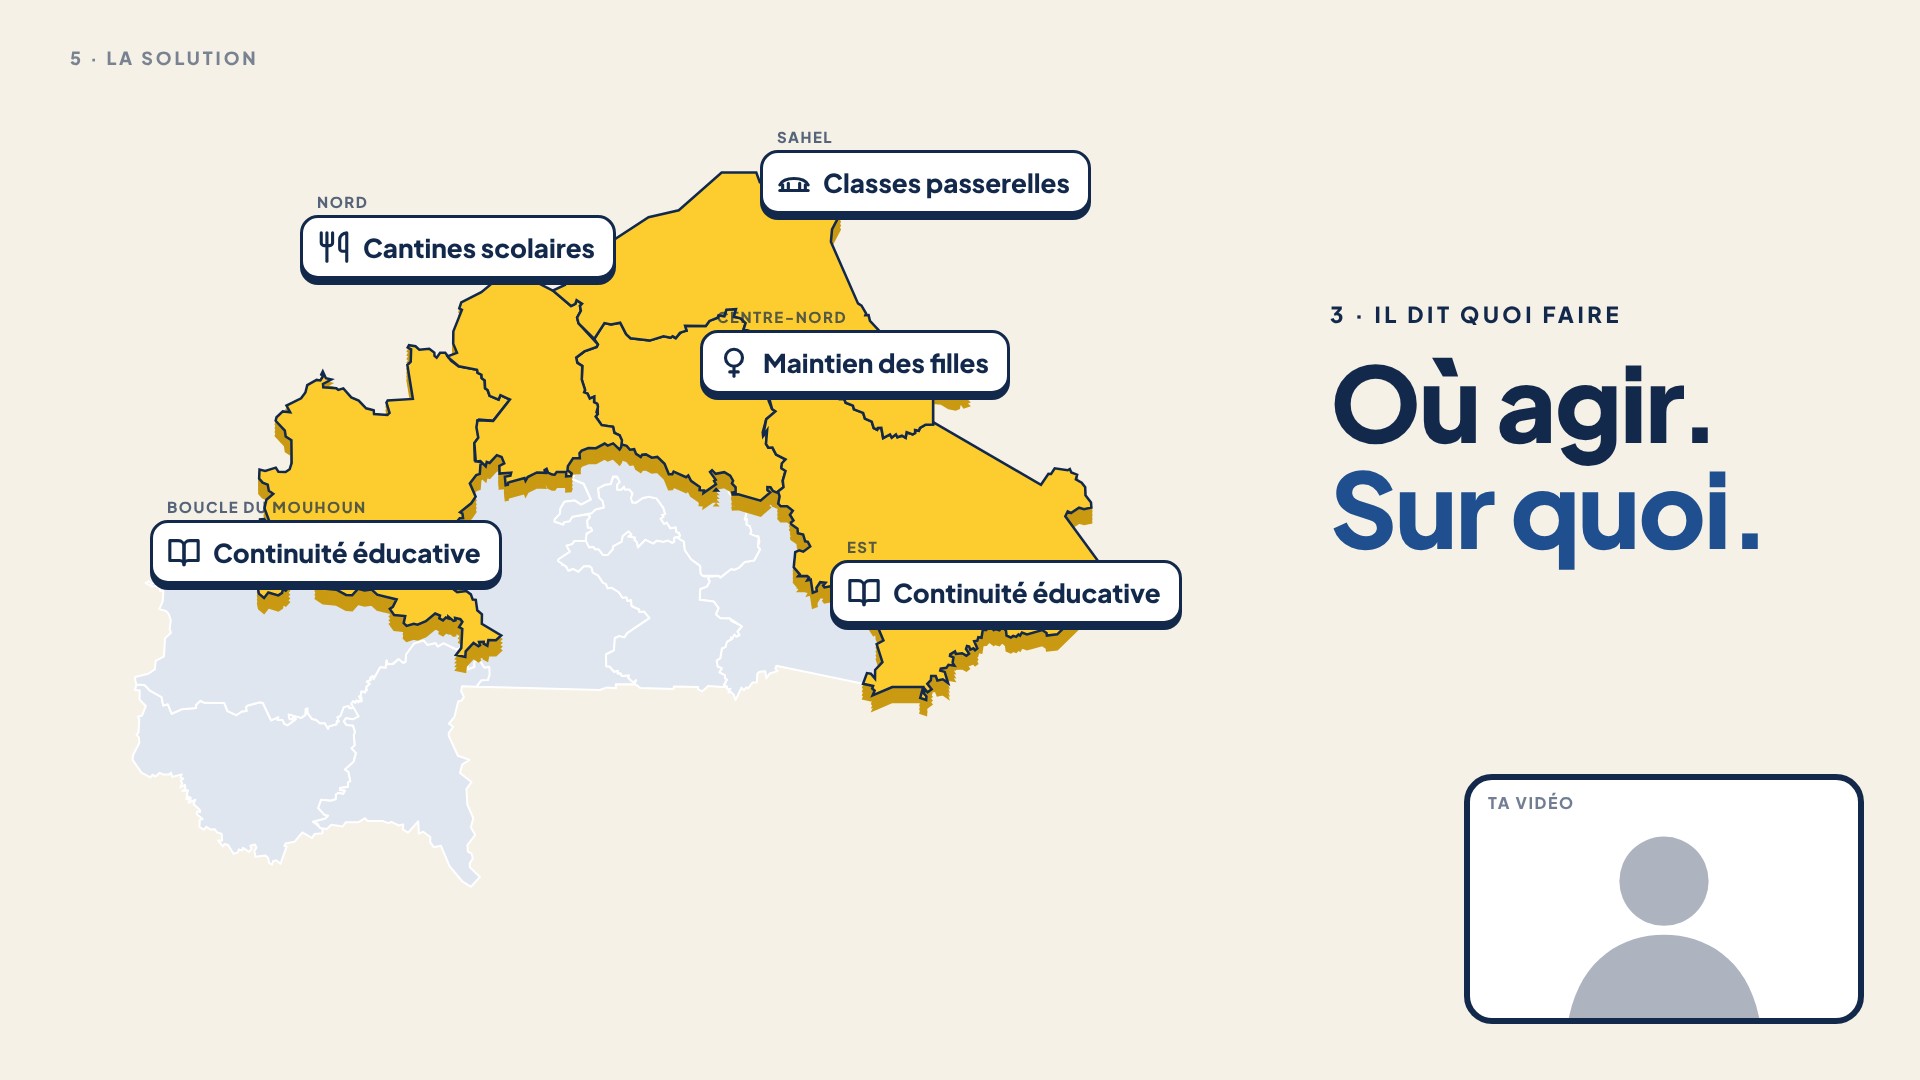 5 · LA SOLUTION
SAHEL
Classes passerelles
NORD
Cantines scolaires
CENTRE-NORD
Maintien des filles
BOUCLE DU MOUHOUN
Continuité éducative
EST
Continuité éducative
3 · IL DIT QUOI FAIRE
Où agir.
Sur quoi.
TA VIDÉO